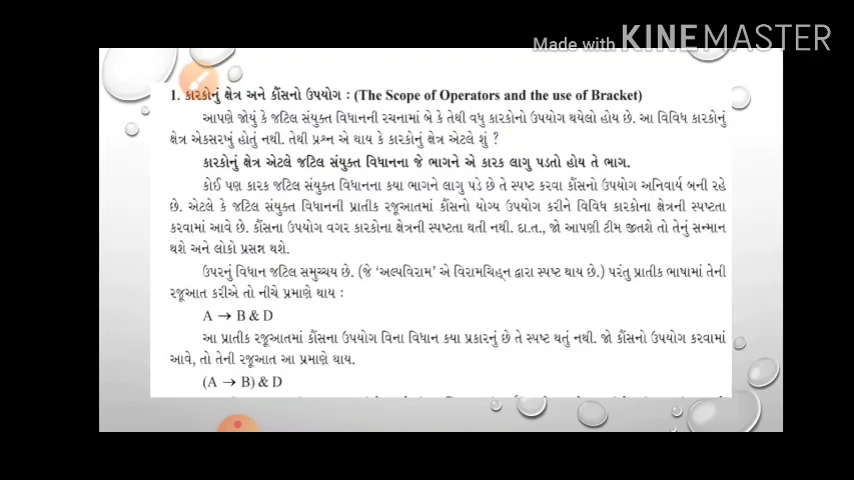 Made with KINEMASTER
1. કારકોનું ક્ષેત્ર અને કૌંસનો ઉપયોગ : (The Scope of Operators and the use of Bracket)
આપણે જોયું કે જટિલ સંયુક્ત વિધાનની રચનામાં બે કે તેથી વધુ કારકોનો ઉપયોગ થયેલો હોય છે. આ વિવિધ કારકોનું
ક્ષેત્ર એકસરખું હોતું નથી. તેથી પ્રશ્ન એ થાય કે કારકોનું ક્ષેત્ર એટલે શું ?
કારકોનું ક્ષેત્ર એટલે જટિલ સંયુક્ત વિધાનના જે ભાગને એ કારક લાગુ પડતો હોય તે ભાગ.
કોઈ પણ કારક જટિલ સંયુક્ત વિધાનના કયા ભાગને લાગુ પડે છે તે સ્પષ્ટ કરવા કૌંસનો ઉપયોગ અનિવાર્ય બની રહે
છે. એટલે કે જટિલ સંયુક્ત વિધાનની પ્રાતીક રજૂઆતમાં કૌંસનો યોગ્ય ઉપયોગ કરીને વિવિધ કારકોના ક્ષેત્રની સ્પષ્ટતા
કરવામાં આવે છે. કૌંસના ઉપયોગ વગર કારકોના ક્ષેત્રની સ્પષ્ટતા થતી નથી. દા.ત., જો આપણી ટીમ જીતશે તો તેનું સન્માન
થશે અને લોકો પ્રસન્ન થશે.
ઉપરનું વિધાન જટિલ સમુચ્ચય છે. (જે 'અલ્પવિરામ' એ વિરામચિહ્ન દ્વારા સ્પષ્ટ થાય છે.) પરંતુ પ્રાતીક ભાષામાં તેની
રજૂઆત કરીએ તો નીચે પ્રમાણે થાય :
A → B & D
આ પ્રાતીક રજૂઆતમાં કૌંસના ઉપયોગ વિના વિધાન કયા પ્રકારનું છે તે સ્પષ્ટ થતું નથી. જો કૌંસનો ઉપયોગ કરવામાં
આવે, તો તેની રજૂઆત આ પ્રમાણે થાય.
(A → B) & D